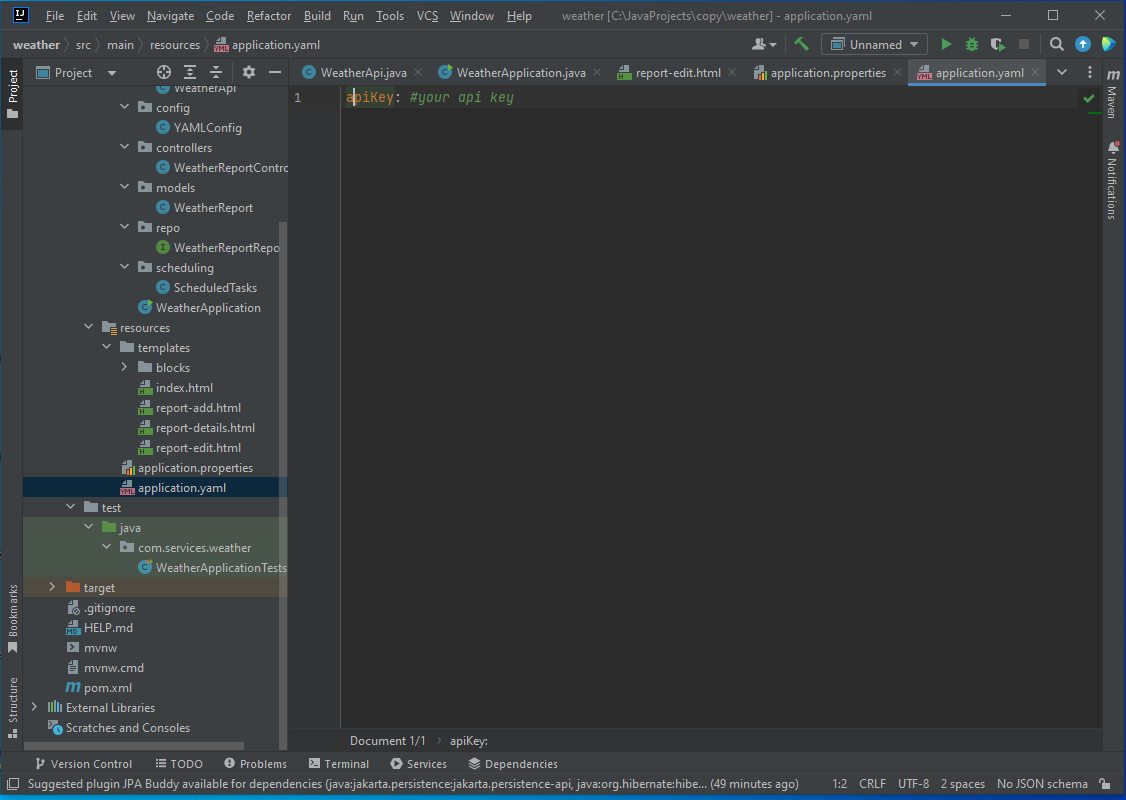 IJ File Edit View Navigate Code Refactor Build Run Tools VCS Window Help weather [C:\JavaProjects\copy\weather] - application.yaml
weather src main resources application.yaml Unnamed
Project WeatherApi.java WeatherApplication.java report-edit.html application.properties application.yaml
Project
1 apiKey: #your api key
WeatherApi
config
YAMLConfig
controllers
WeatherReportContro
models
WeatherReport
repo
WeatherReportRepo
scheduling
ScheduledTasks
WeatherApplication
resources
templates
blocks
index.html
report-add.html
report-details.html
report-edit.html
application.properties
application.yaml
test
java
com.services.weather
WeatherApplicationTests
target
.gitignore
HELP.md
mvnw
mvnw.cmd
pom.xml
External Libraries
Scratches and Consoles
Bookmarks
Structure
m Maven
Notifications
Document 1/1 apiKey:
Version Control TODO Problems Terminal Services Dependencies
Suggested plugin JPA Buddy available for dependencies (java:jakarta.persistence:jakarta.persistence-api, java:org.hibernate:hibe... (49 minutes ago) 1:2 CRLF UTF-8 2 spaces No JSON schema